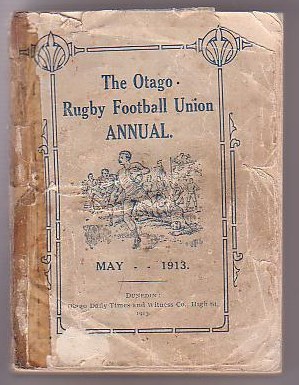 The Otago
Rugby Football Union
ANNUAL.
MAY - - 1913.
DUNEDIN:
Otago Daily Times and Witness Co., High St.
1913.